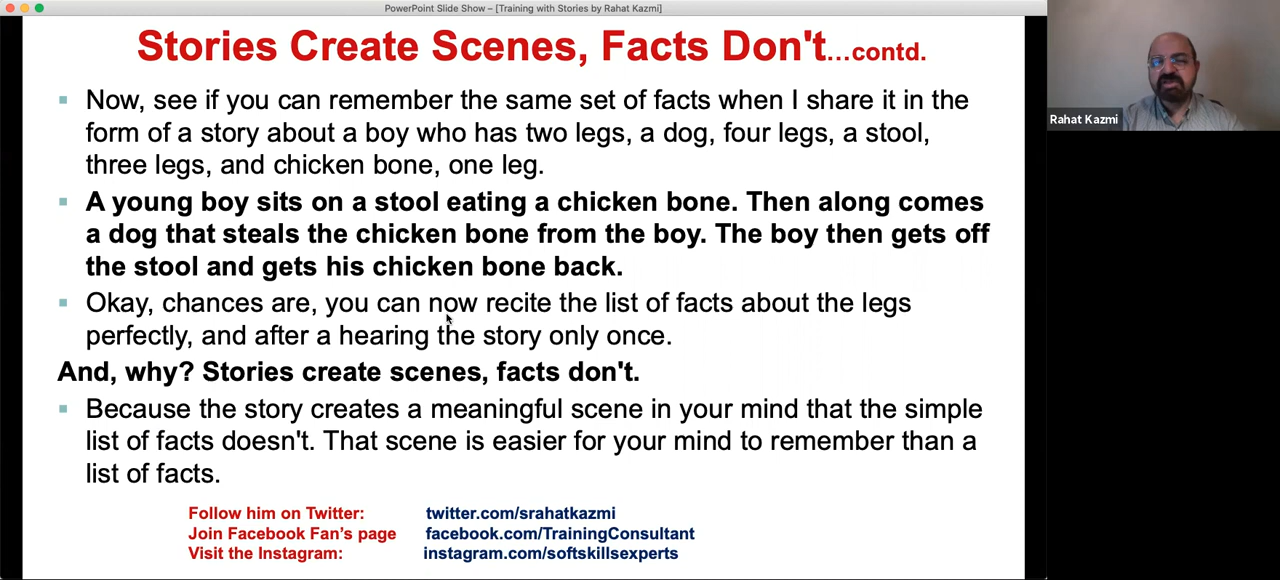 PowerPoint Slide Show – [Training with Stories by Rahat Kazmi]
Stories Create Scenes, Facts Don't...contd.
Now, see if you can remember the same set of facts when I share it in the
form of a story about a boy who has two legs, a dog, four legs, a stool,
three legs, and chicken bone, one leg.
A young boy sits on a stool eating a chicken bone. Then along comes
a dog that steals the chicken bone from the boy. The boy then gets off
the stool and gets his chicken bone back.
Okay, chances are, you can now recite the list of facts about the legs
perfectly, and after a hearing the story only once.
And, why? Stories create scenes, facts don't.
Because the story creates a meaningful scene in your mind that the simple
list of facts doesn't. That scene is easier for your mind to remember than a
list of facts.
Follow him on Twitter: twitter.com/srahatkazmi
Join Facebook Fan's page facebook.com/TrainingConsultant
Visit the Instagram: instagram.com/softskillsexperts
Rahat Kazmi